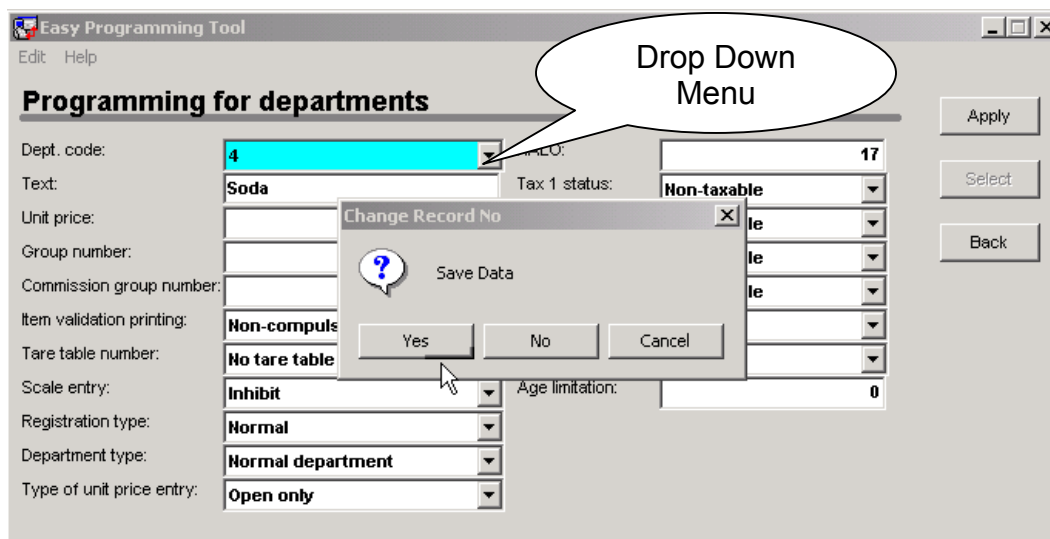 Easy Programming Tool
Edit Help
Drop Down
Menu
Programming for departments
Apply
Select
Back
Dept. code: 4
17
Text: Soda
Tax 1 status: Non-taxable
Unit price:
Group number:
Commission group number:
Item validation printing: Non-compuls
Tare table number: No tare table
Scale entry: Inhibit
Age limitation: 0
Registration type: Normal
Department type: Normal department
Type of unit price entry: Open only
Change Record No
Save Data
Yes No Cancel
le
le
le